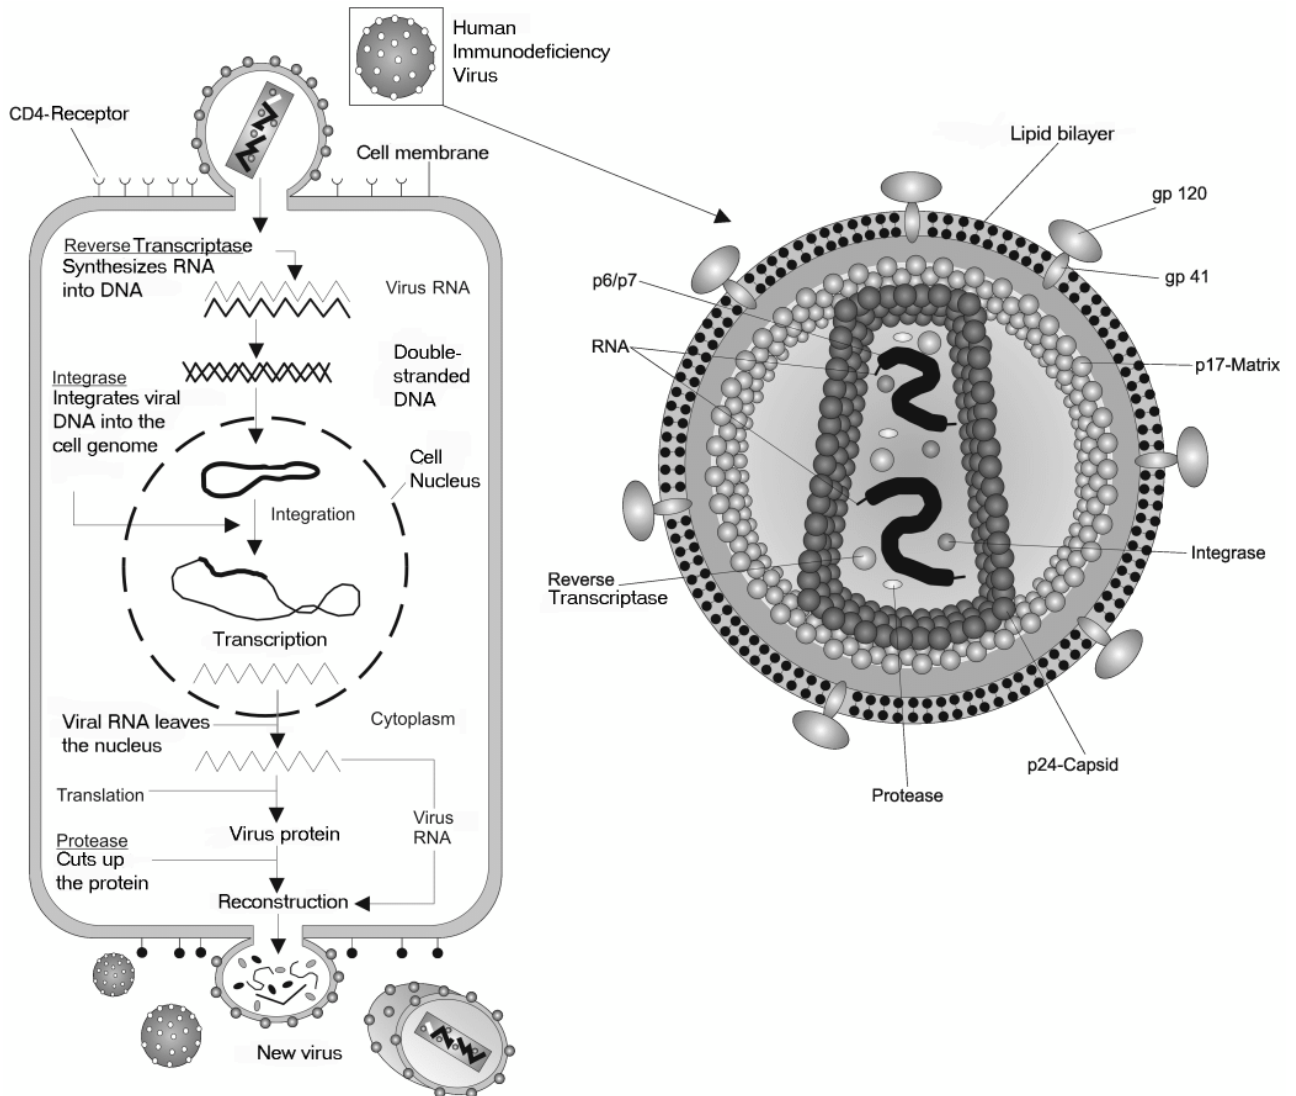 Human
Immunodeficiency
Virus
CD4-Receptor
Cell membrane
Reverse Transcriptase
Synthesizes RNA
into DNA
Virus RNA
Double-
stranded
DNA
Integrase
Integrates viral
DNA into the
cell genome
Cell
Nucleus
Integration
Transcription
Viral RNA leaves
the nucleus
Cytoplasm
Translation
Virus protein
Virus
RNA
Protease
Cuts up
the protein
Reconstruction
New virus
Lipid bilayer
gp 120
gp 41
p6/p7
RNA
p17-Matrix
Integrase
Reverse
Transcriptase
p24-Capsid
Protease